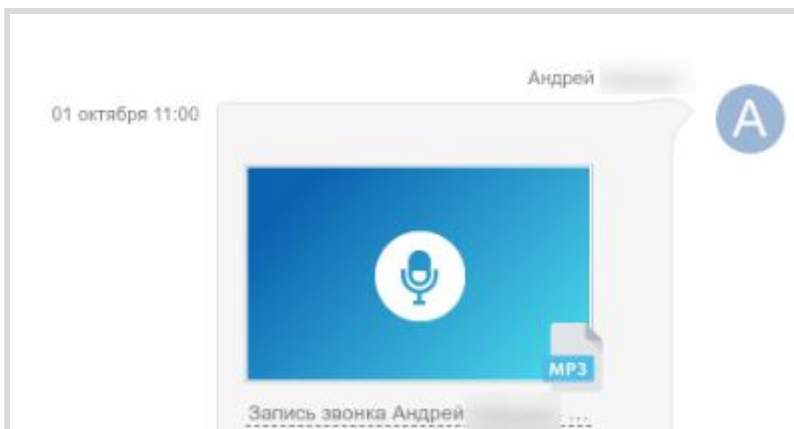 Андрей
01 октября 11:00
А
MP3
Запись звонка Андрей ...